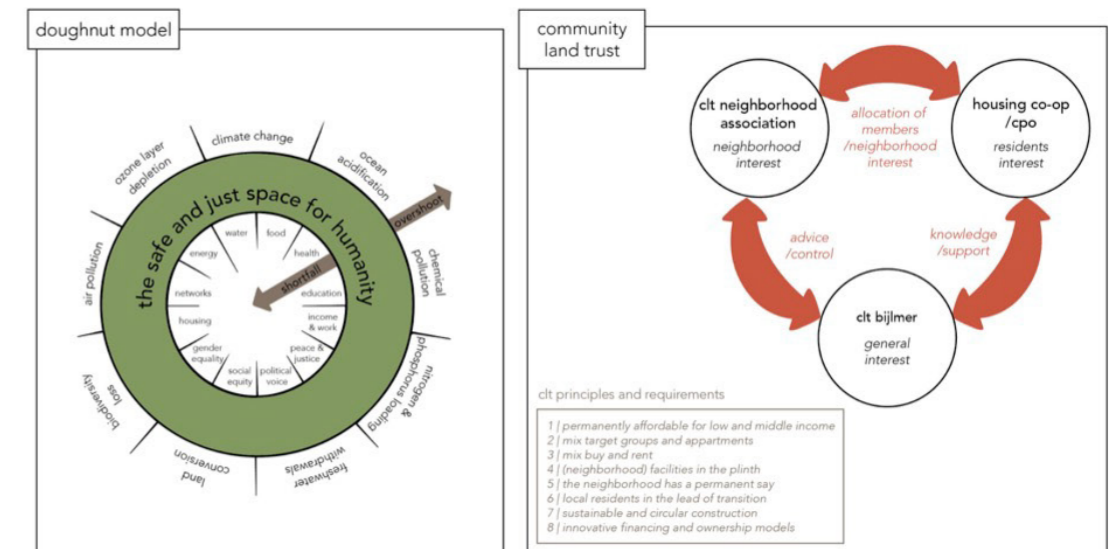 doughnut model
climate change
ocean
acidification
overshoot
chemical
pollution
nitrogen &
phosphorus loading
freshwater
withdrawals
land
conversion
biodiversity
loss
air pollution
ozone layer
depletion
the safe and just space for humanity
water
food
health
shortfall
education
income
& work
peace &
justice
political
voice
social
equity
gender
equality
housing
networks
energy
community
land trust
clt neighborhood
association
neighborhood
interest
allocation of
members
/neighborhood
interest
housing co-op
/cpo
residents
interest
advice
/control
knowledge
/support
clt bijlmer
general
interest
clt principles and requirements
1 | permanently affordable for low and middle income
2 | mix target groups and appartments
3 | mix buy and rent
4 | (neighborhood) facilities in the plinth
5 | the neighborhood has a permanent say
6 | local residents in the lead of transition
7 | sustainable and circular construction
8 | innovative financing and ownership models